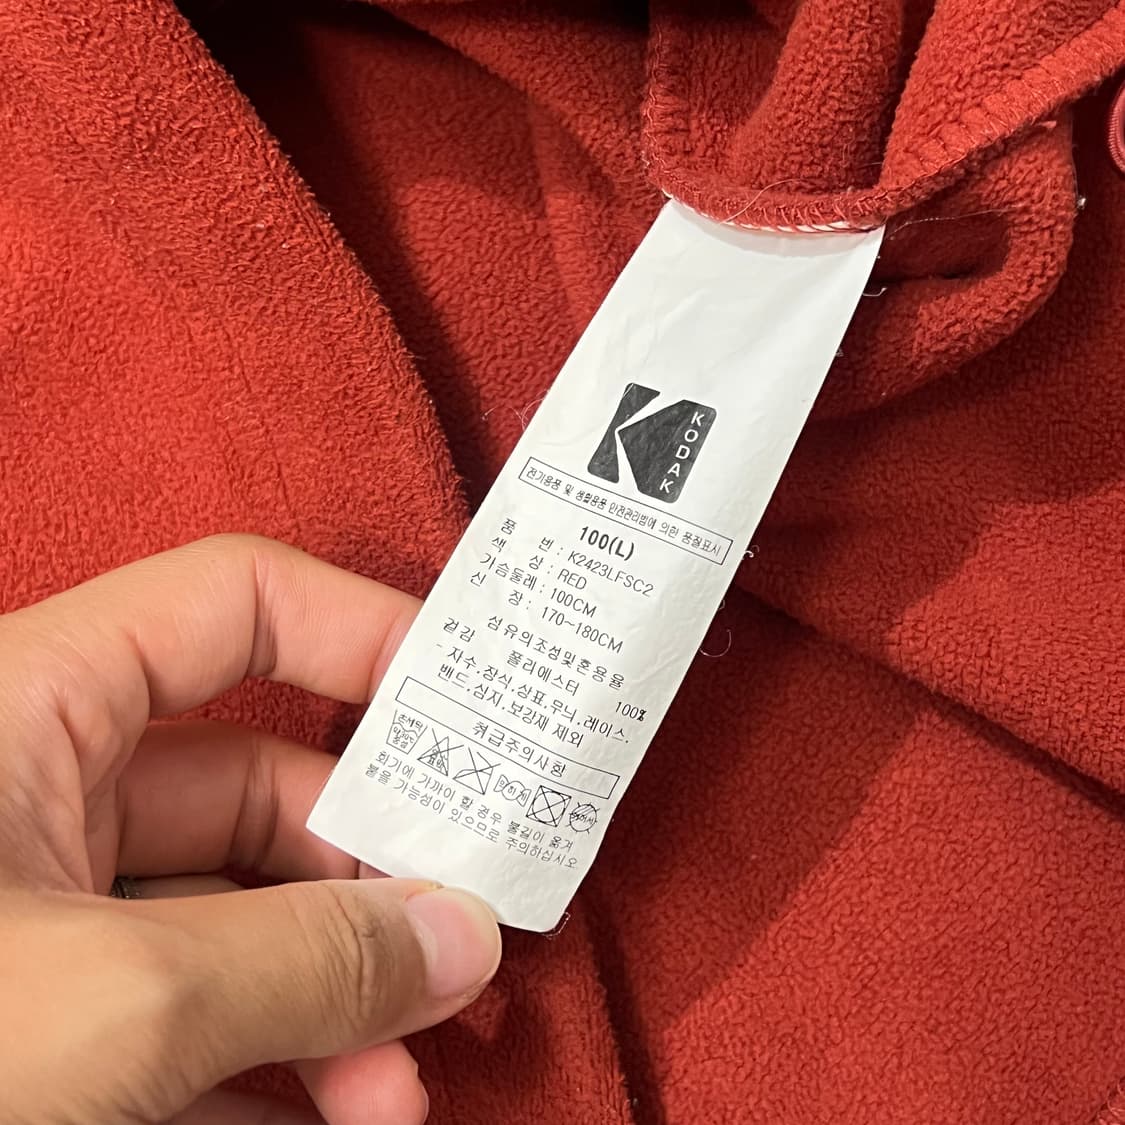 KODAK
전기용품 및 생활용품 안전관리법에 의한 품질표시
100(L)
품 번 : K2423LFSC2
색 상 : RED
가슴둘레 : 100CM
신 장 : 170~180CM
섬유의조성및혼용율
겉감 폴리에스터 100%
- 자수.장식.상표.무늬.레이스.
밴드.심지.보강재 제외
취급주의사항
화기에 가까이 할 경우 불길이 옮겨
붙을 가능성이 있으므로 주의하십시오.